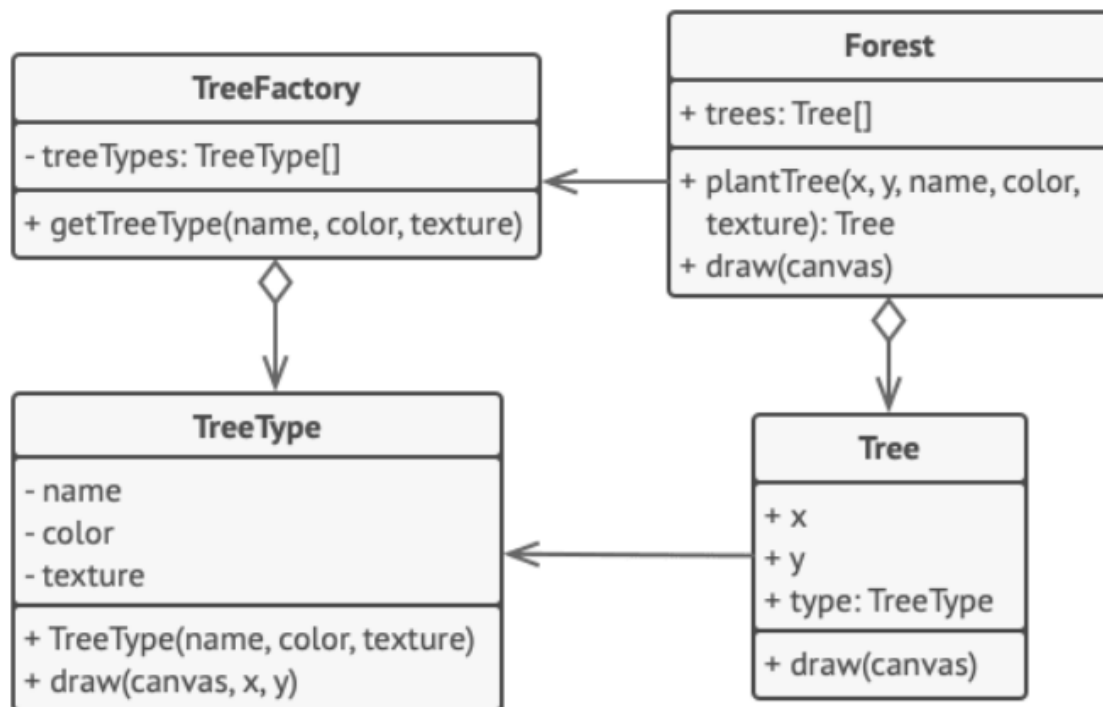 TreeFactory
- treeTypes: TreeType[]
+ getTreeType(name, color, texture)
Forest
+ trees: Tree[]
+ plantTree(x, y, name, color,
texture): Tree
+ draw(canvas)
TreeType
- name
- color
- texture
+ TreeType(name, color, texture)
+ draw(canvas, x, y)
Tree
+ x
+ y
+ type: TreeType
+ draw(canvas)